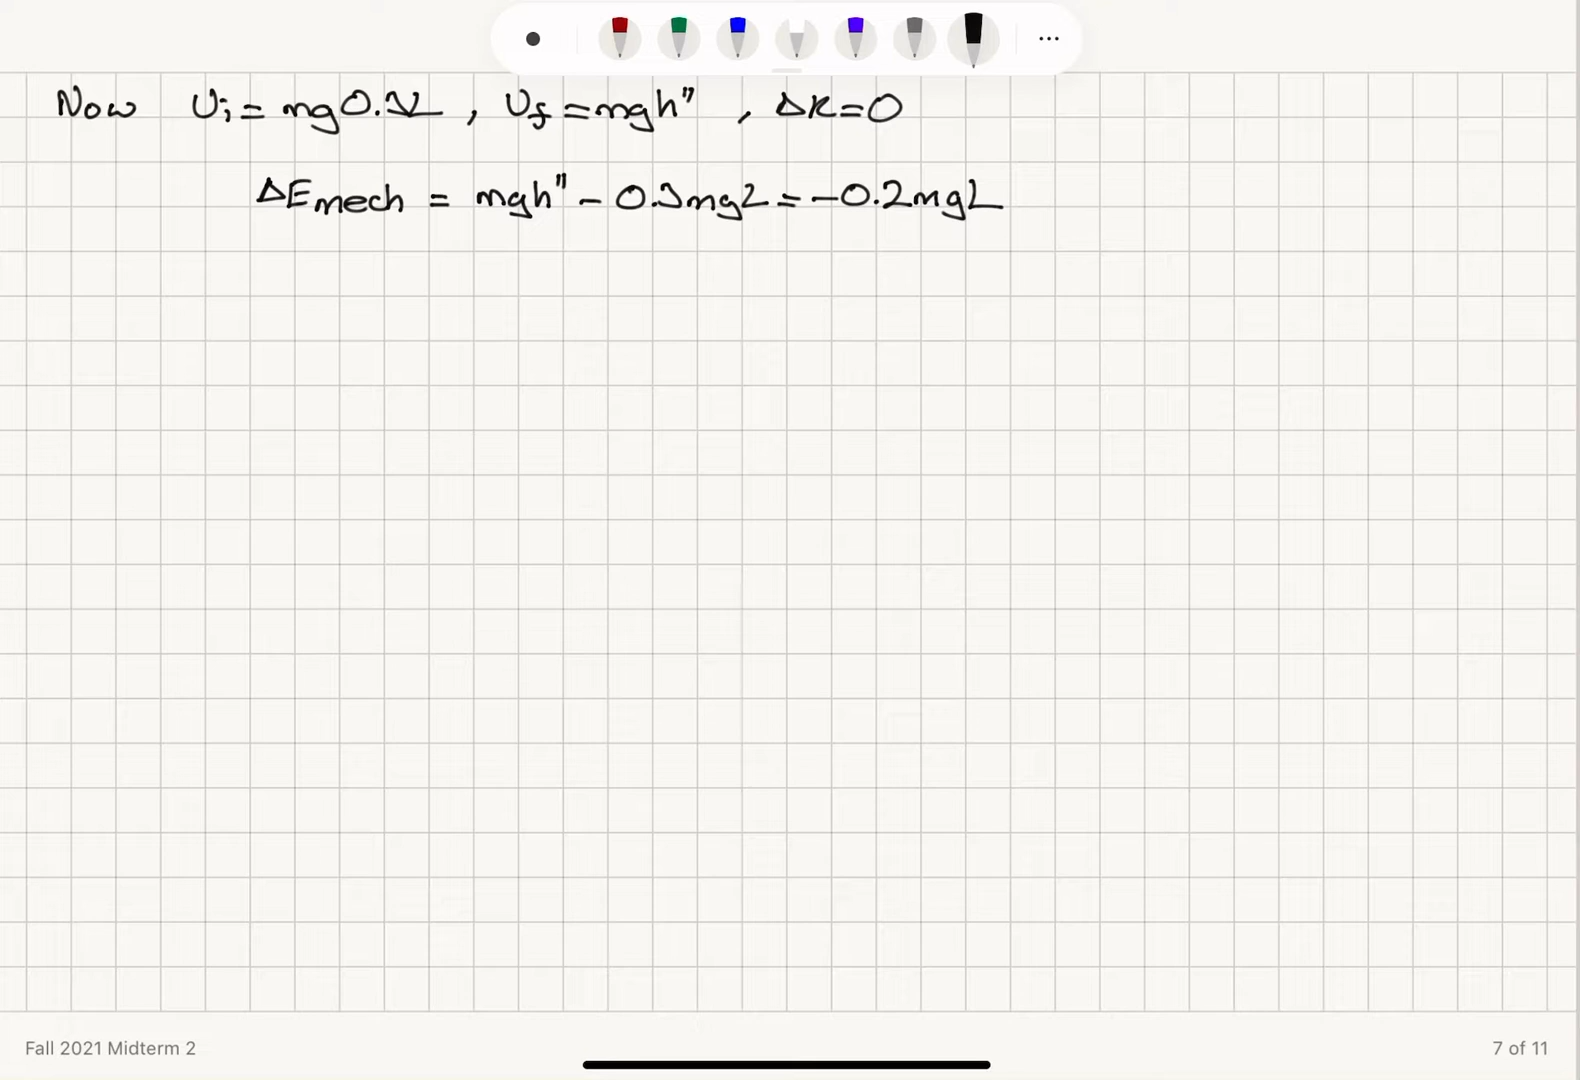 Now Ui = mg0.3L , Uf = mgh" , ΔK=0
ΔEmech = mgh" - 0.3mgL = -0.2mgL
Fall 2021 Midterm 2
7 of 11